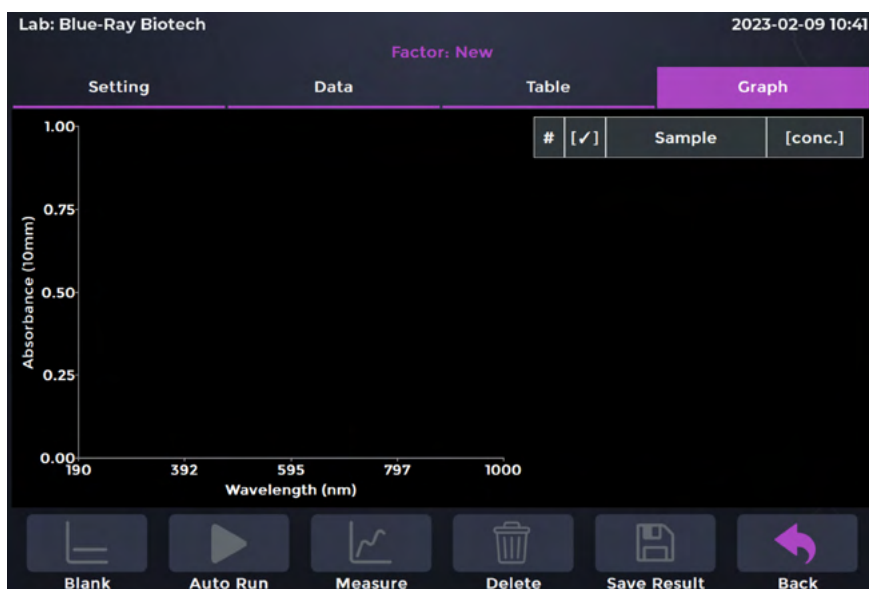 Lab: Blue-Ray Biotech 2023-02-09 10:41
Factor: New
Setting Data Table Graph
# [✓] Sample [conc.]
1.00
0.75
0.50
0.25
0.00
Absorbance (10mm)
190 392 595 797 1000
Wavelength (nm)
Blank Auto Run Measure Delete Save Result Back